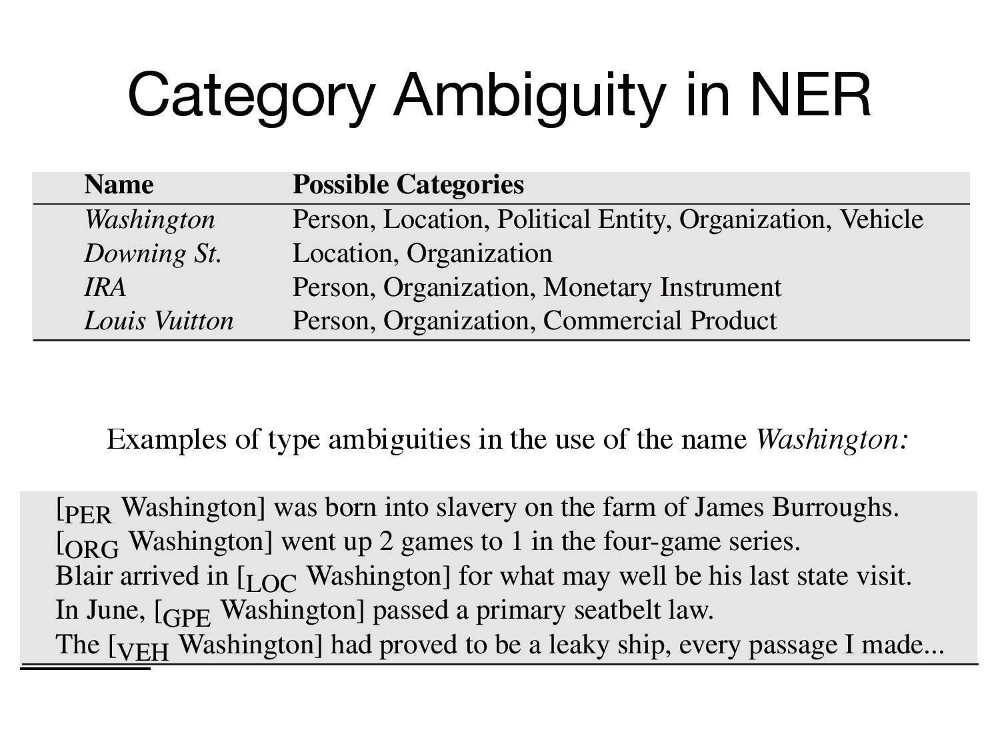 Category Ambiguity in NER
Name Possible Categories
Washington Person, Location, Political Entity, Organization, Vehicle
Downing St. Location, Organization
IRA Person, Organization, Monetary Instrument
Louis Vuitton Person, Organization, Commercial Product
Examples of type ambiguities in the use of the name Washington:
[PER Washington] was born into slavery on the farm of James Burroughs.
[ORG Washington] went up 2 games to 1 in the four-game series.
Blair arrived in [LOC Washington] for what may well be his last state visit.
In June, [GPE Washington] passed a primary seatbelt law.
The [VEH Washington] had proved to be a leaky ship, every passage I made...